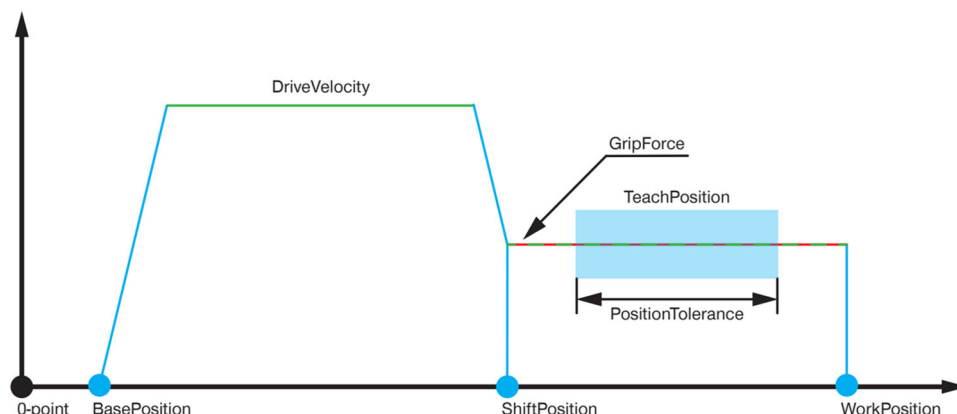 DriveVelocity
GripForce
TeachPosition
PositionTolerance
0-point
BasePosition
ShiftPosition
WorkPosition